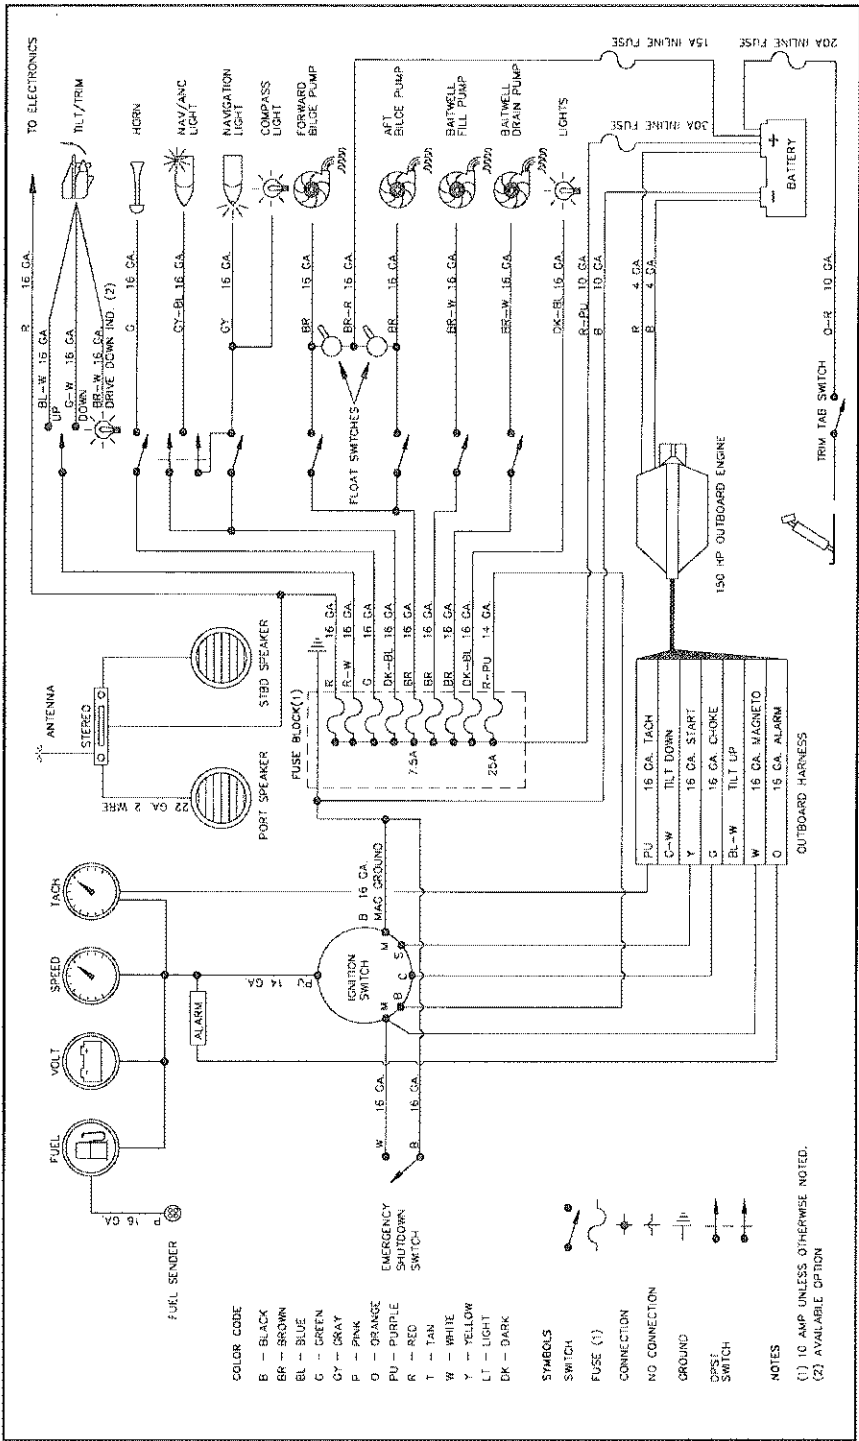 TO ELECTRONICS
TILT/TRIM
HORN
NAV/ANC
LIGHT
NAVIGATION
LIGHT
COMPASS
LIGHT
FORWARD
BILGE PUMP
AFT
BILGE PUMP
BAITWELL
FILL PUMP
BAITWELL
DRAIN PUMP
LIGHTS
15A INLINE FUSE
20A INLINE FUSE
30A INLINE FUSE
+
-
BATTERY
R 16 GA.
BL-W 16 GA
UP
G-W 16 GA
DOWN
BR-W 16 GA.
DRIVE DOWN IND. (2)
G 16 GA.
GY-BL 16 GA.
GY 16 GA.
BR 16 GA.
BR-R 16 GA.
BR 16 GA.
BR-W 16 GA.
BR-W 16 GA.
DK-BL 16 GA.
R-PU 10 GA.
B 10 GA.
R 4 GA.
B 4 GA.
O-R 10 GA.
FLOAT SWITCHES
TRIM TAB SWITCH
150 HP OUTBOARD ENGINE
ANTENNA
STEREO
STBD SPEAKER
PORT SPEAKER
22 GA. 2 WIRE
FUSE BLOCK(1)
R 16 GA.
R-W 16 GA.
G 16 GA.
DK-BL 16 GA.
BR 16 GA.
BR 16 GA.
BR 16 GA.
DK-BL 16 GA.
R-PU 14 GA.
7.5A
25A
PU 16 GA. TACH
G-W TILT DOWN
Y 16 GA. START
G 16 GA. CHOKE
BL-W TILT UP
W 16 GA. MAGNETO
O 16 GA. ALARM
OUTBOARD HARNESS
TACH
SPEED
VOLT
FUEL
PU 14 GA.
ALARM
B 16 GA.
MAG GROUND
IGNITION
SWITCH
M
S
C
B
M
W 16 GA.
B 16 GA.
P 16 GA.
FUEL SENDER
EMERGENCY
SHUTDOWN
SWITCH
COLOR CODE
B - BLACK
BR - BROWN
BL - BLUE
G - GREEN
GY - GRAY
P - PINK
O - ORANGE
PU - PURPLE
R - RED
T - TAN
W - WHITE
Y - YELLOW
LT - LIGHT
DK - DARK
SYMBOLS
SWITCH
FUSE (1)
CONNECTION
NO CONNECTION
GROUND
DPST
SWITCH
NOTES
(1) 10 AMP UNLESS OTHERWISE NOTED.
(2) AVAILABLE OPTION